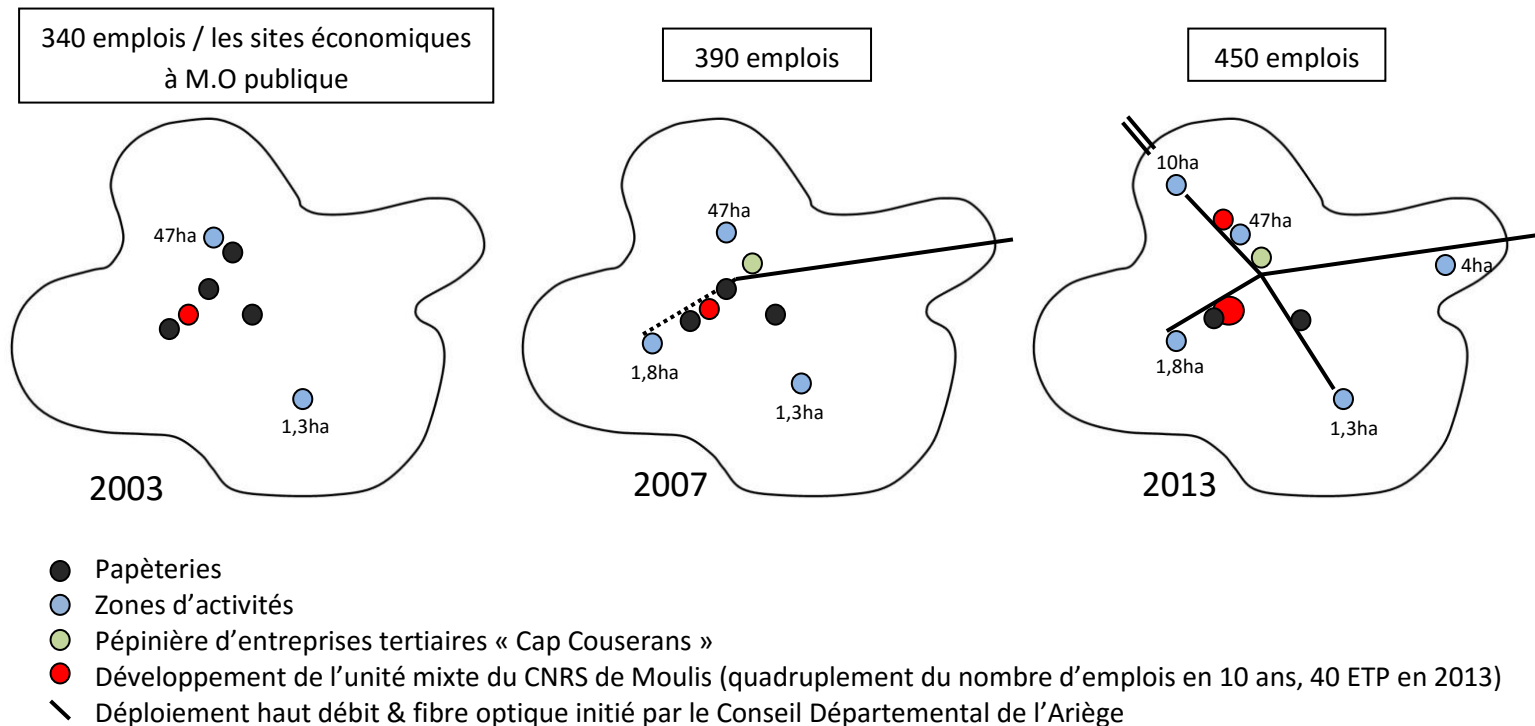 340 emplois / les sites économiques
à M.O publique
390 emplois
450 emplois
47ha
1,3ha
2003
47ha
1,8ha
1,3ha
2007
10ha
47ha
4ha
1,8ha
1,3ha
2013
Papèteries
Zones d’activités
Pépinière d’entreprises tertiaires « Cap Couserans »
Développement de l’unité mixte du CNRS de Moulis (quadruplement du nombre d’emplois en 10 ans, 40 ETP en 2013)
Déploiement haut débit & fibre optique initié par le Conseil Départemental de l’Ariège